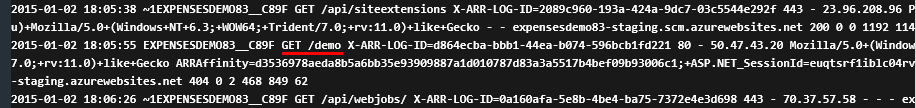 2015-01-02 18:05:38 ~1EXPENSESDEMO83__C89F GET /api/siteextensions X-ARR-LOG-ID=2089c960-193a-424a-9dc7-03c5544e292f 443 - 23.96.208.96 P
u)+Mozilla/5.0+(Windows+NT+6.3;+WOW64;+Trident/7.0;+rv:11.0)+like+Gecko - - expensesdemo83-staging.scm.azurewebsites.net 200 0 0 1192 114
2015-01-02 18:05:55 EXPENSESDEMO83__C89F GET /demo X-ARR-LOG-ID=d864ecba-bbb1-44ea-b074-596bcb1fd221 80 - 50.47.43.20 Mozilla/5.0+(Window
7.0;+rv:11.0)+like+Gecko ARRAffinity=d3536978aeda8b5a6bb35e93909887a1d010787d83a3a5517b4bef09b93006c1;+ASP.NET_SessionId=euqtsrf1iblc04rv
-staging.azurewebsites.net 404 0 2 468 849 62
2015-01-02 18:06:26 ~1EXPENSESDEMO83__C89F GET /api/webjobs/ X-ARR-LOG-ID=0a160afa-5e8b-4be4-ba75-7372e4e3d698 443 - 70.37.57.58 - - - ex